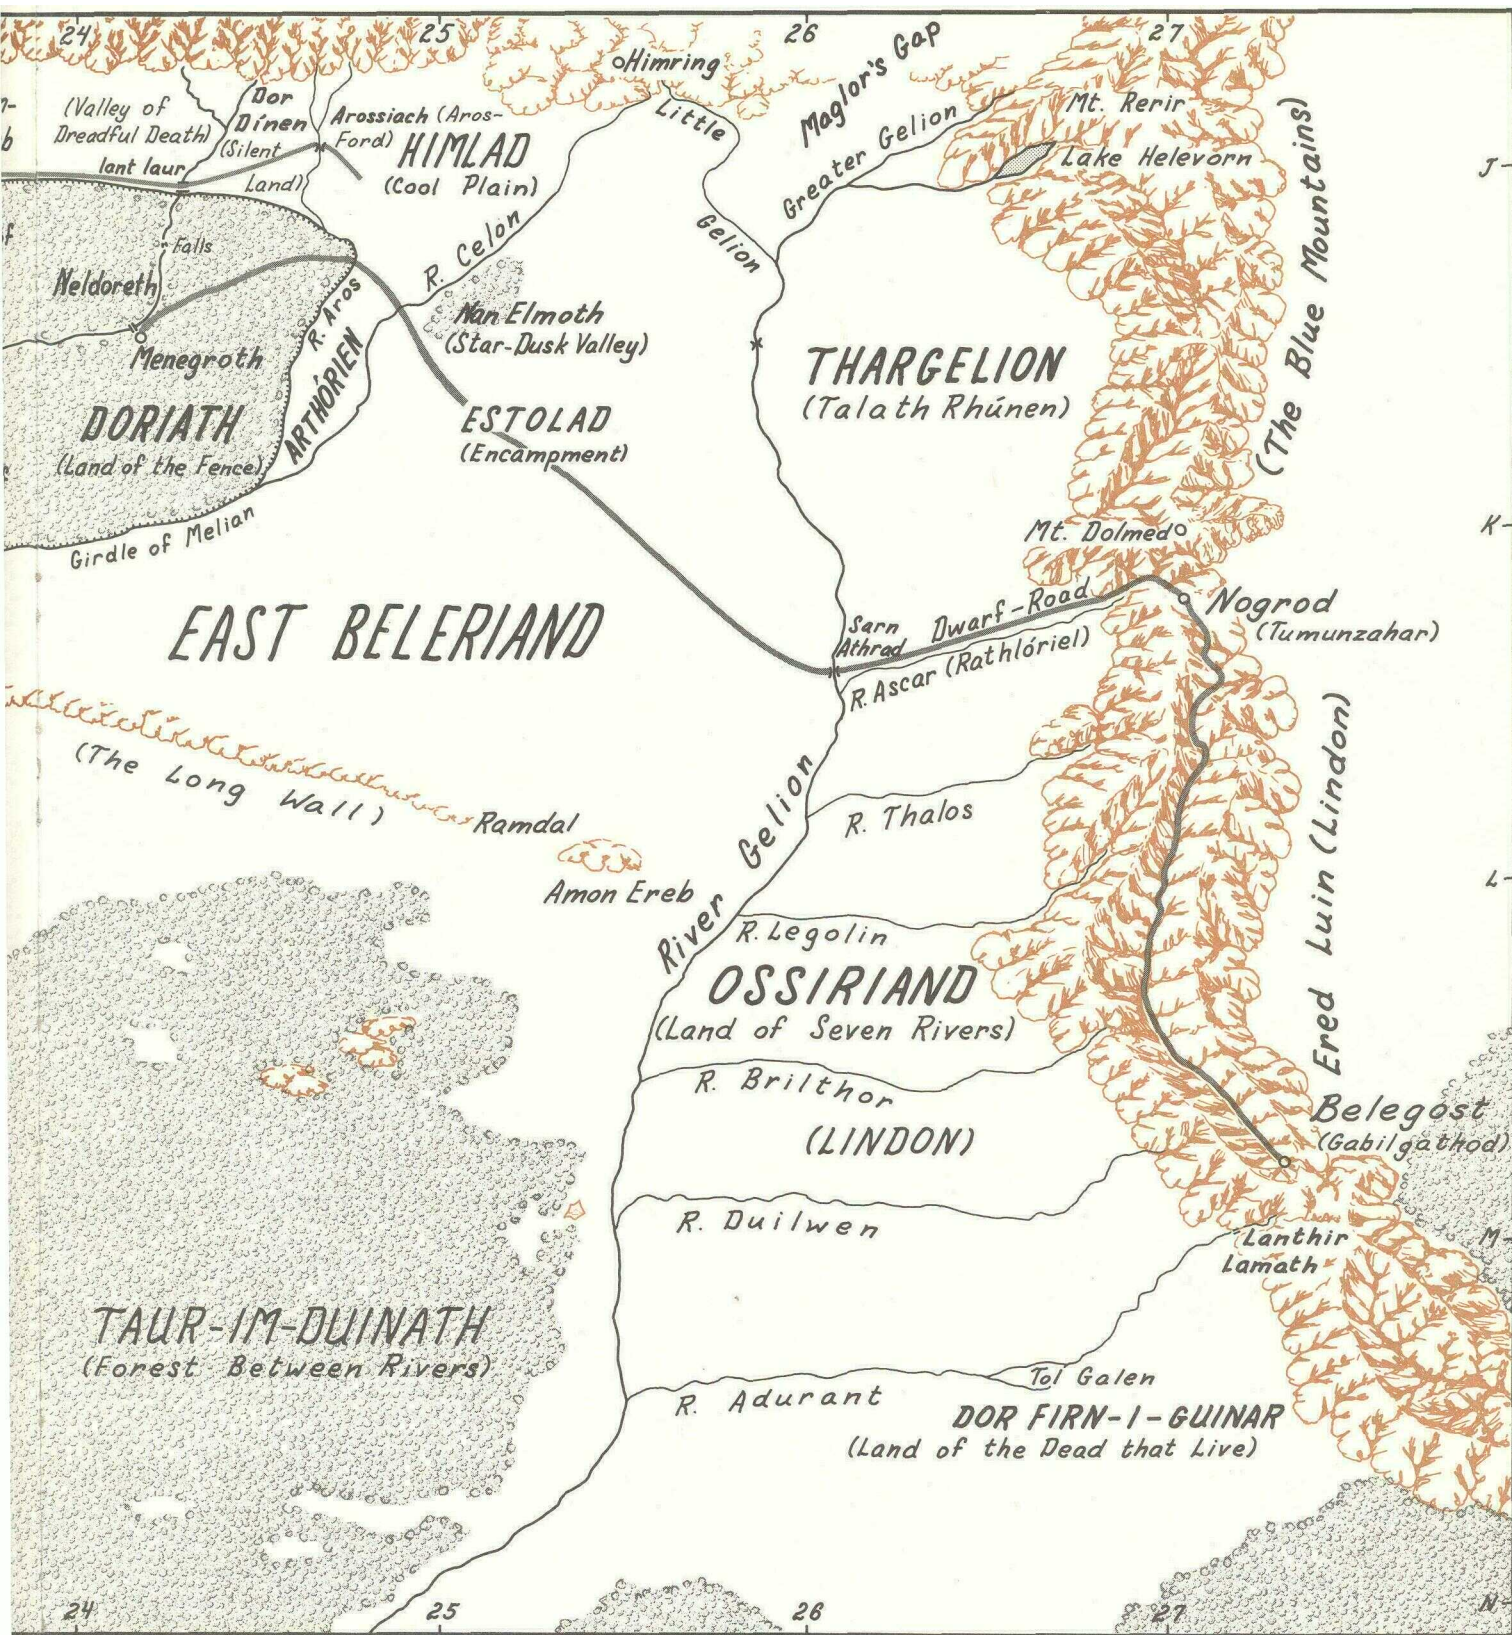 24
25
26
27
Himring
Maglor's Gap
Mt. Rerir
(Valley of
Dreadful Death)
Dor
Dínen
(Silent
Land)
Arossiach (Aros-
Ford)
HIMLAD
(Cool Plain)
Little
Gelion
Greater Gelion
Lake Helevorn
(The Blue Mountains)
J
Iant Iaur
Falls
Neldoreth
R. Celon
R. Aros
Nan Elmoth
(Star-Dusk Valley)
Menegroth
ARTHÓRIEN
THARGELION
(Talath Rhúnen)
DORIATH
(Land of the Fence)
ESTOLAD
(Encampment)
Girdle of Melian
Mt. Dolmed
K
EAST BELERIAND
Sarn
Athrad
Dwarf-Road
R. Ascar (Rathlóriel)
Nogrod
(Tumunzahar)
(The Long Wall)
Ramdal
Amon Ereb
River Gelion
R. Thalos
Ered Luin (Lindon)
L
R. Legolin
OSSIRIAND
(Land of Seven Rivers)
R. Brilthor
(LINDON)
Belegost
(Gabilgathod)
R. Duilwen
Lanthir
Lamath
M
TAUR-IM-DUINATH
(Forest Between Rivers)
R. Adurant
Tol Galen
DOR FIRN-I-GUINAR
(Land of the Dead that Live)
24
25
26
27
N